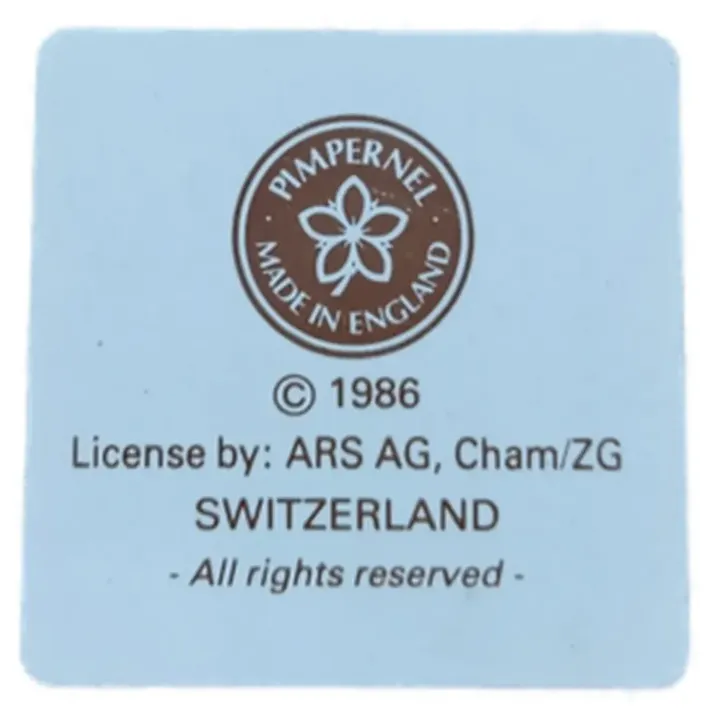 PIMPERNEL
MADE IN ENGLAND
© 1986
License by: ARS AG, Cham/ZG
SWITZERLAND
- All rights reserved -